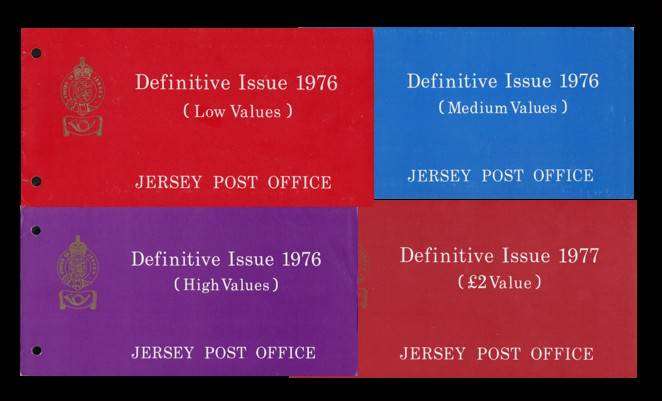 Definitive Issue 1976
( Low Values )
JERSEY POST OFFICE
Definitive Issue 1976
( Medium Values )
JERSEY POST OFFICE
Definitive Issue 1976
( High Values )
JERSEY POST OFFICE
Definitive Issue 1977
( £2 Value )
JERSEY POST OFFICE